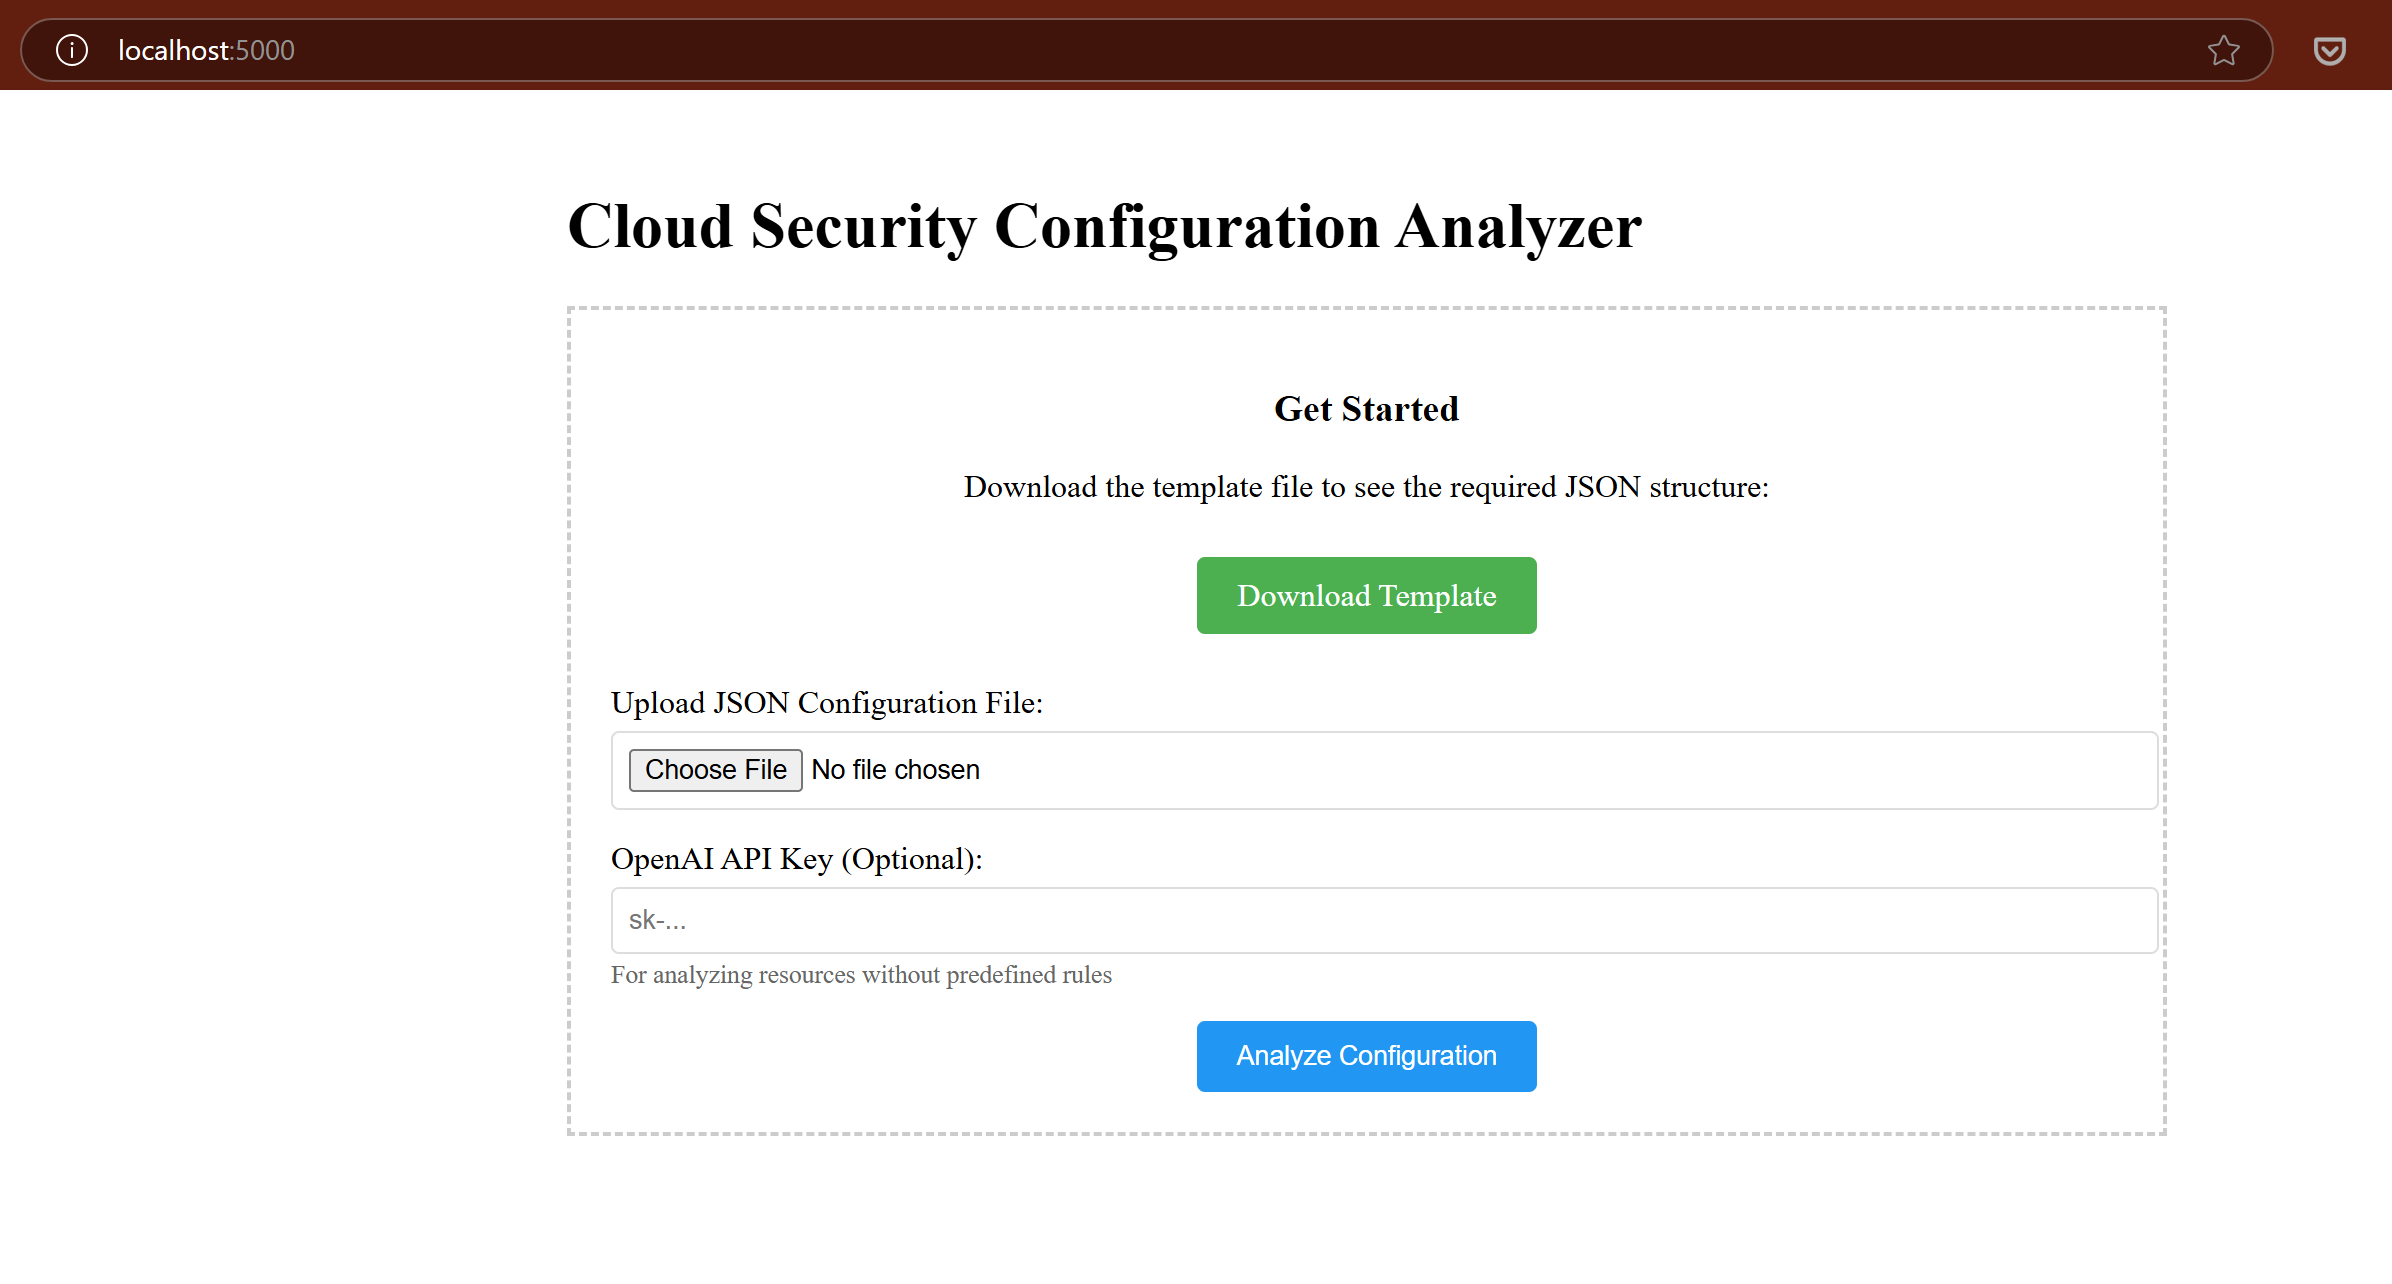 localhost:5000
Cloud Security Configuration Analyzer
Get Started
Download the template file to see the required JSON structure:
Download Template
Upload JSON Configuration File:
Choose File No file chosen
OpenAI API Key (Optional):
sk-...
For analyzing resources without predefined rules
Analyze Configuration